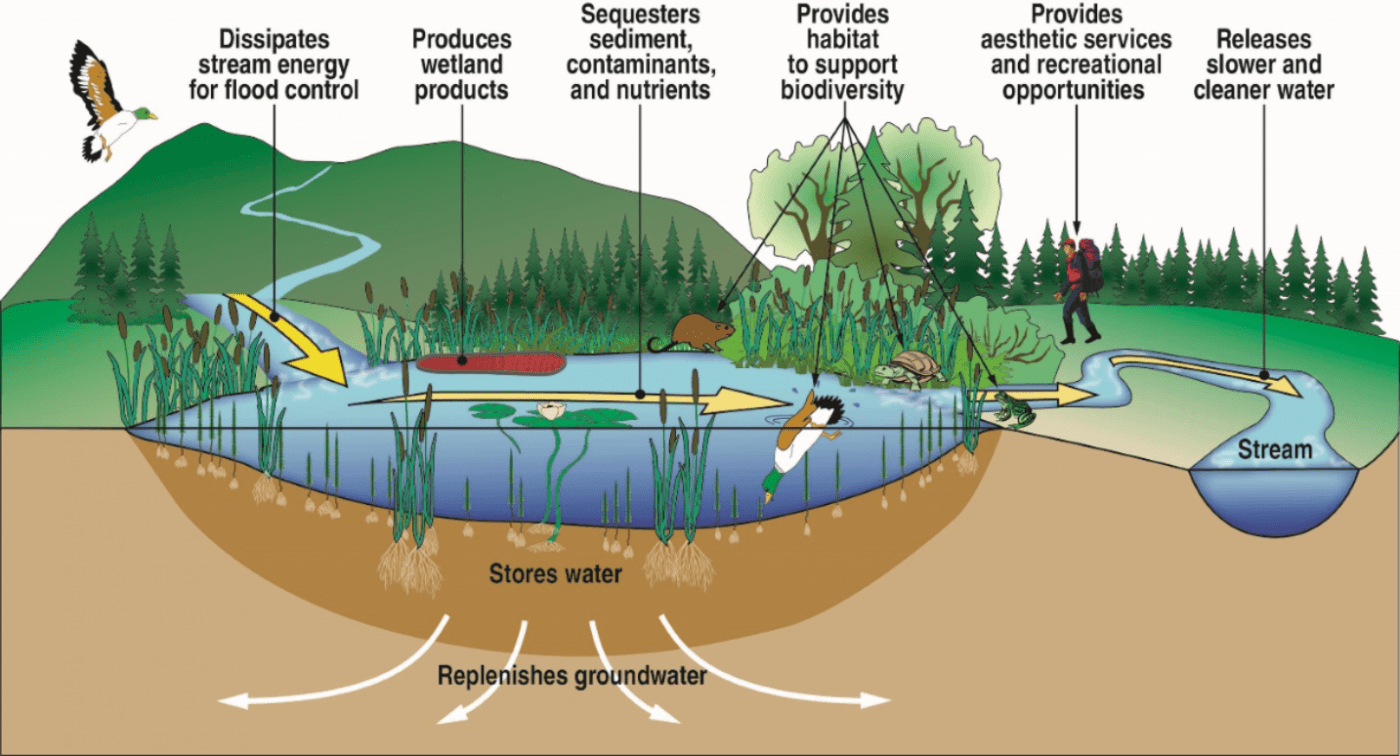 Dissipates
stream energy
for flood control
Produces
wetland
products
Sequesters
sediment,
contaminants,
and nutrients
Provides
habitat
to support
biodiversity
Provides
aesthetic services
and recreational
opportunities
Releases
slower and
cleaner water
Stream
Stores water
Replenishes groundwater